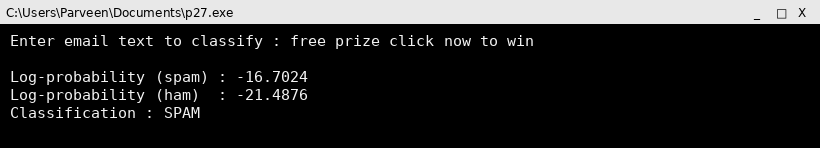 C:\Users\Parveen\Documents\p27.exe _ □ X
Enter email text to classify : free prize click now to win
Log-probability (spam) : -16.7024
Log-probability (ham)  : -21.4876
Classification : SPAM